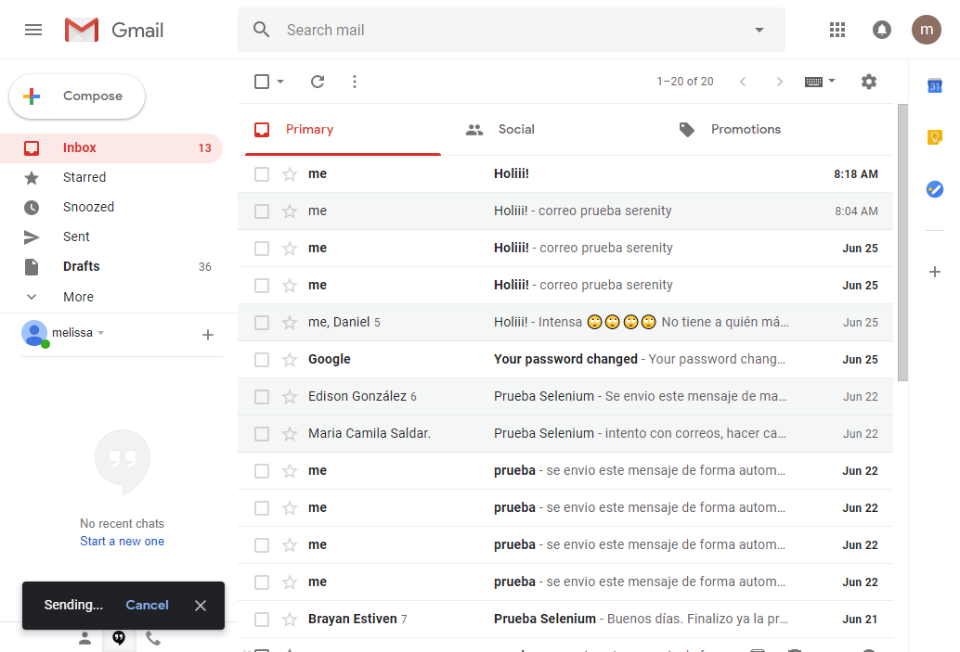 Gmail
Search mail
m
Compose
1–20 of 20
31
Primary
Social
Promotions
Inbox 13
Starred
Snoozed
Sent
Drafts 36
More
melissa
me Holiii! 8:18 AM
me Holiii! - correo prueba serenity 8:04 AM
me Holiii! - correo prueba serenity Jun 25
me Holiii! - correo prueba serenity Jun 25
me, Daniel 5 Holiii! - Intensa 🙄🙄🙄🙄 No tiene a quién má… Jun 25
Google Your password changed - Your password chang… Jun 25
Edison González 6 Prueba Selenium - Se envio este mensaje de ma… Jun 22
Maria Camila Saldar. Prueba Selenium - intento con correos, hacer ca… Jun 22
me prueba - se envio este mensaje de forma autom… Jun 22
me prueba - se envio este mensaje de forma autom… Jun 22
me prueba - se envio este mensaje de forma autom… Jun 22
me prueba - se envio este mensaje de forma autom… Jun 22
Brayan Estiven 7 Prueba Selenium - Buenos días. Finalizo ya la pr… Jun 21
No recent chats
Start a new one
Sending... Cancel